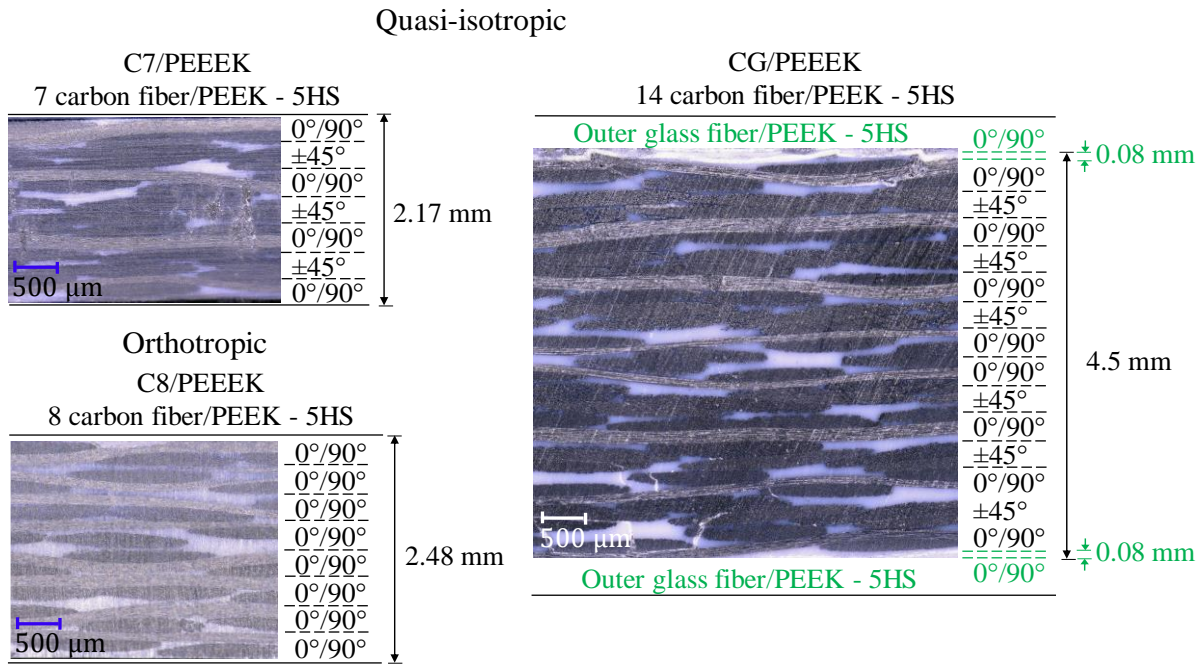 Quasi-isotropic
C7/PEEEK
7 carbon fiber/PEEK - 5HS
0°/90°
±45°
0°/90°
±45°
0°/90°
±45°
0°/90°
2.17 mm
500 μm
Orthotropic
C8/PEEEK
8 carbon fiber/PEEK - 5HS
0°/90°
0°/90°
0°/90°
0°/90°
0°/90°
0°/90°
0°/90°
0°/90°
2.48 mm
500 μm
CG/PEEEK
14 carbon fiber/PEEK - 5HS
Outer glass fiber/PEEK - 5HS
0°/90°
0.08 mm
0°/90°
±45°
0°/90°
±45°
0°/90°
±45°
0°/90°
0°/90°
±45°
0°/90°
±45°
0°/90°
±45°
0°/90°
4.5 mm
500 μm
0.08 mm
Outer glass fiber/PEEK - 5HS
0°/90°